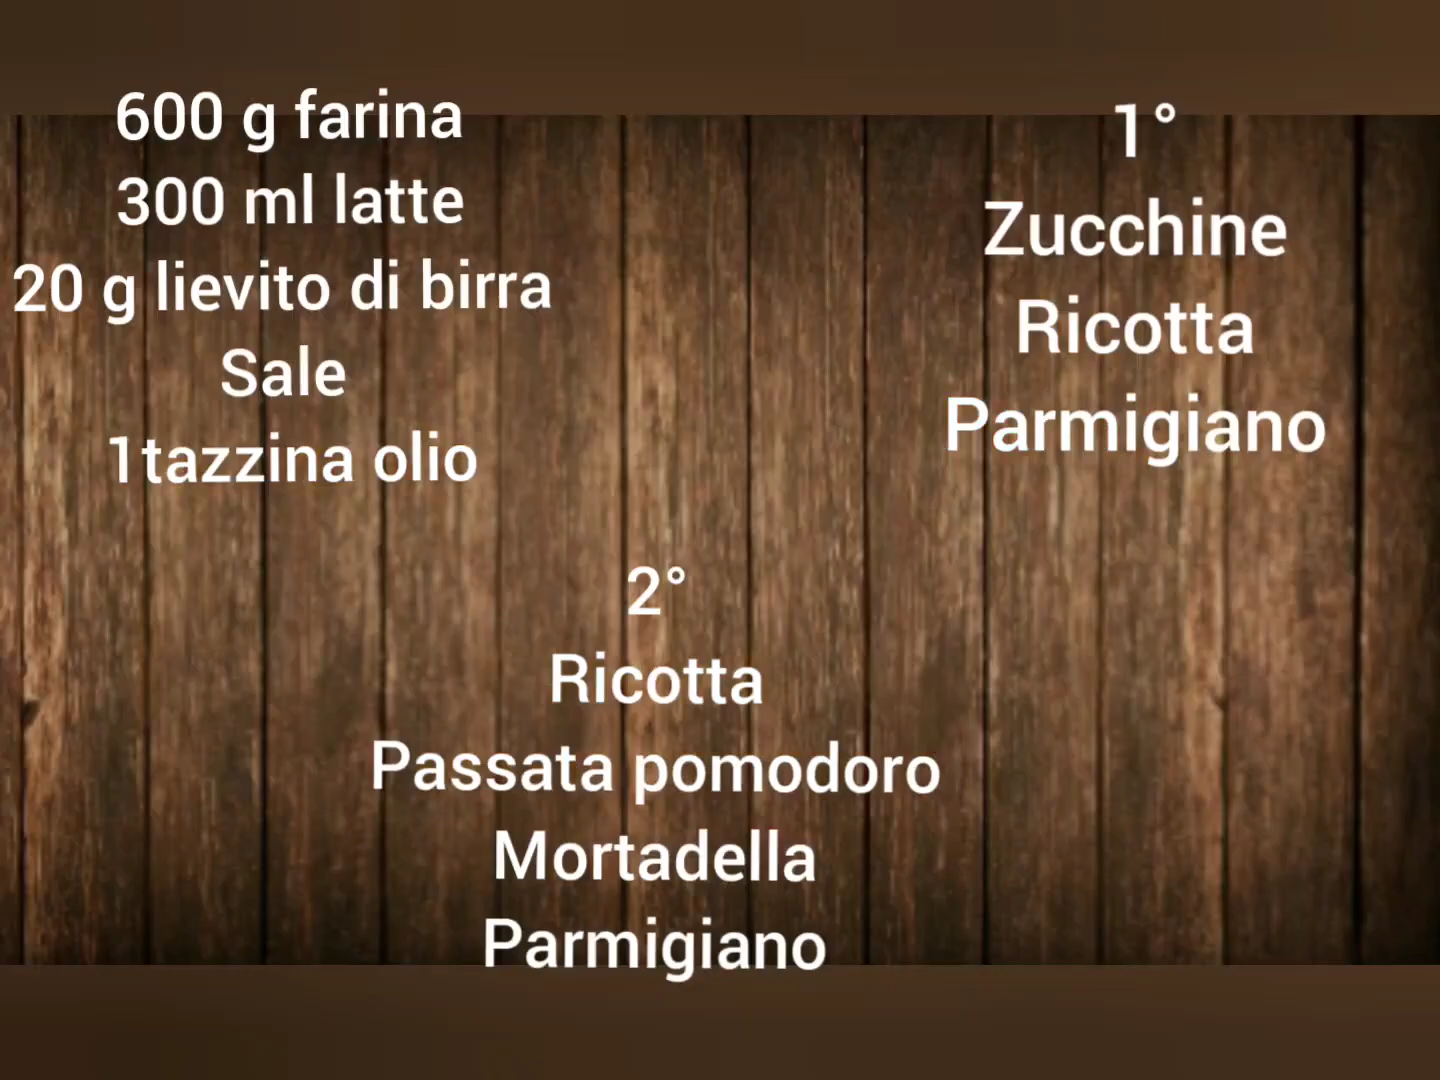 600 g farina
300 ml latte
20 g lievito di birra
Sale
1tazzina olio
1°
Zucchine
Ricotta
Parmigiano
2°
Ricotta
Passata pomodoro
Mortadella
Parmigiano